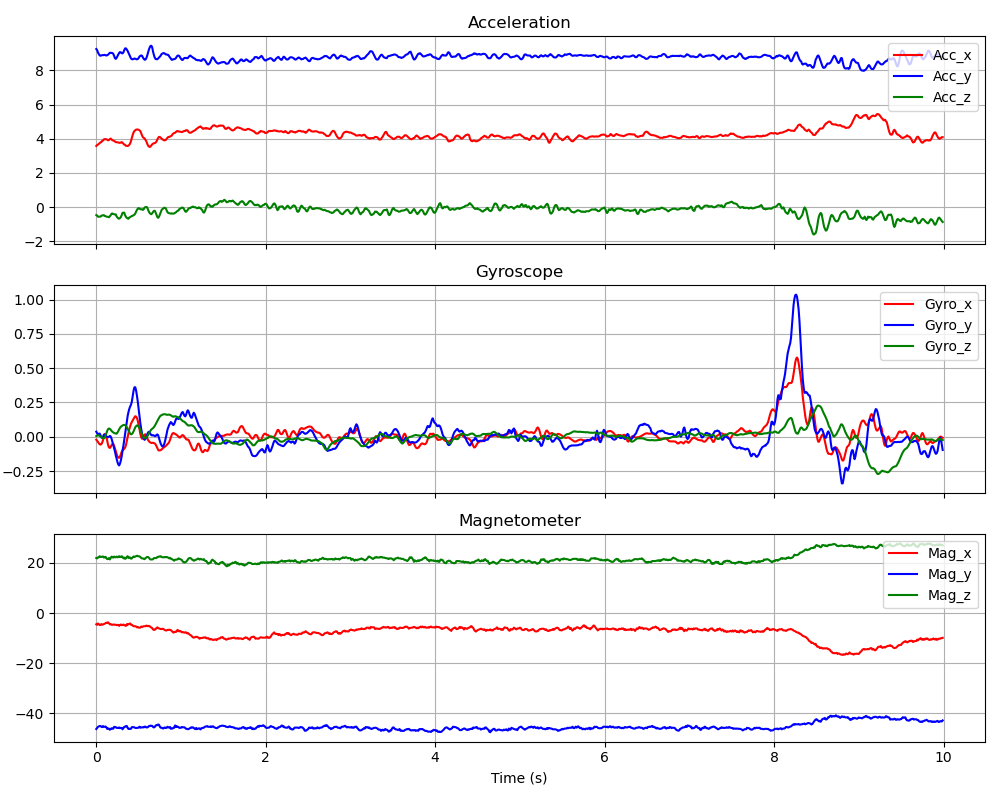 Acceleration
8
6
4
2
0
−2
Acc_x
Acc_y
Acc_z
Gyroscope
1.00
0.75
0.50
0.25
0.00
−0.25
Gyro_x
Gyro_y
Gyro_z
Magnetometer
20
0
−20
−40
Mag_x
Mag_y
Mag_z
0 2 4 6 8 10
Time (s)